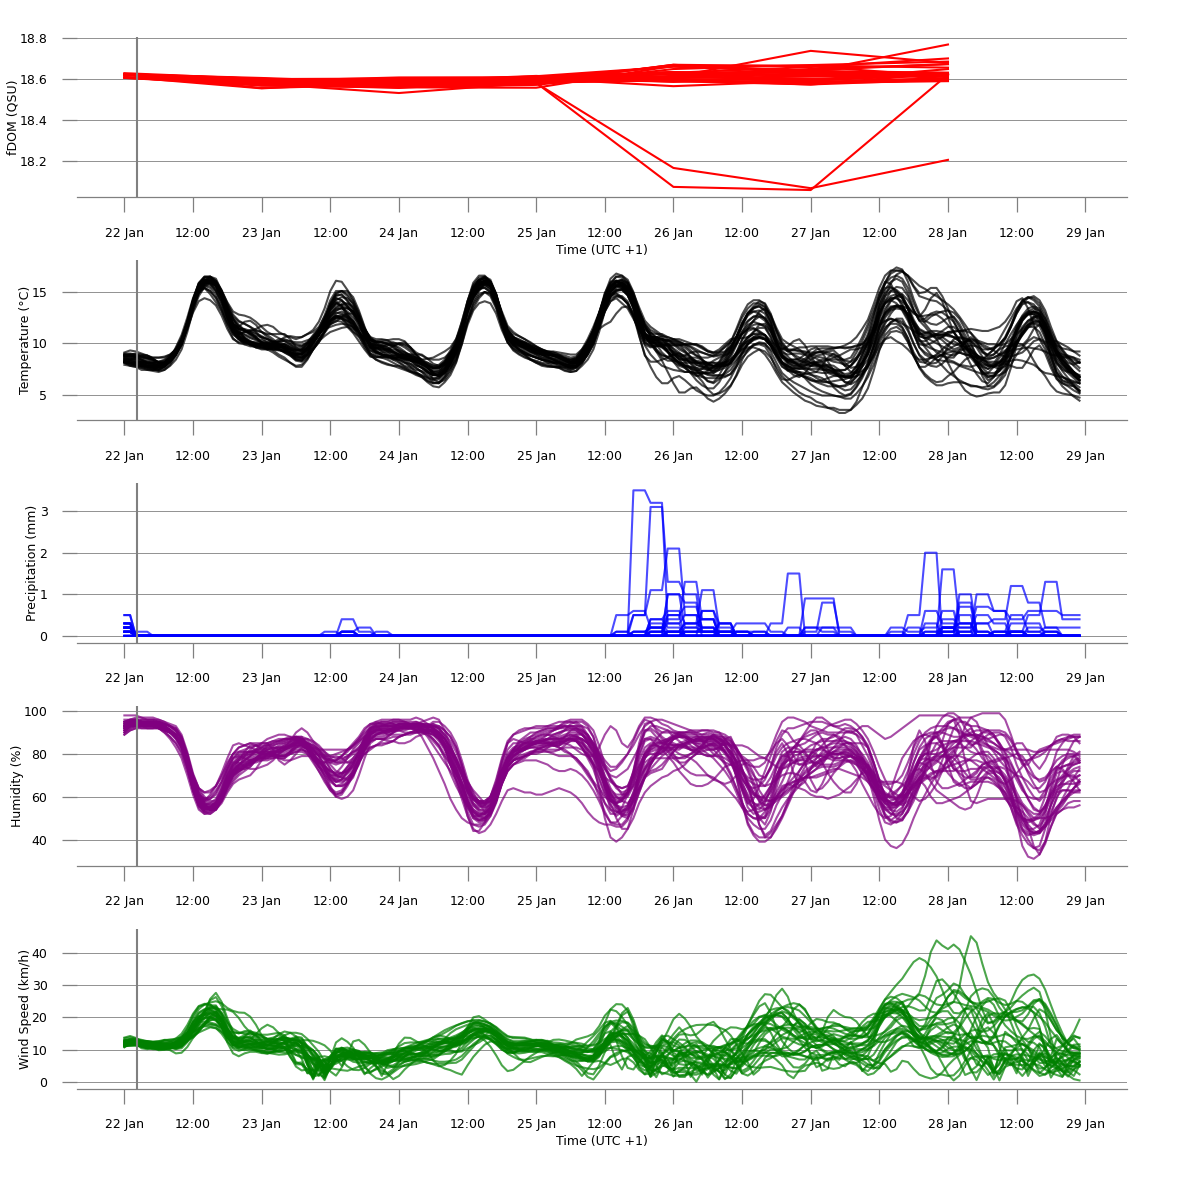 18.8
18.6
18.4
18.2
fDOM (QSU)
22 Jan 12:00 23 Jan 12:00 24 Jan 12:00 25 Jan 12:00 26 Jan 12:00 27 Jan 12:00 28 Jan 12:00 29 Jan
Time (UTC +1)
15
10
5
Temperature (°C)
22 Jan 12:00 23 Jan 12:00 24 Jan 12:00 25 Jan 12:00 26 Jan 12:00 27 Jan 12:00 28 Jan 12:00 29 Jan
3
2
1
0
Precipitation (mm)
22 Jan 12:00 23 Jan 12:00 24 Jan 12:00 25 Jan 12:00 26 Jan 12:00 27 Jan 12:00 28 Jan 12:00 29 Jan
100
80
60
40
Humidity (%)
22 Jan 12:00 23 Jan 12:00 24 Jan 12:00 25 Jan 12:00 26 Jan 12:00 27 Jan 12:00 28 Jan 12:00 29 Jan
40
30
20
10
0
Wind Speed (km/h)
22 Jan 12:00 23 Jan 12:00 24 Jan 12:00 25 Jan 12:00 26 Jan 12:00 27 Jan 12:00 28 Jan 12:00 29 Jan
Time (UTC +1)